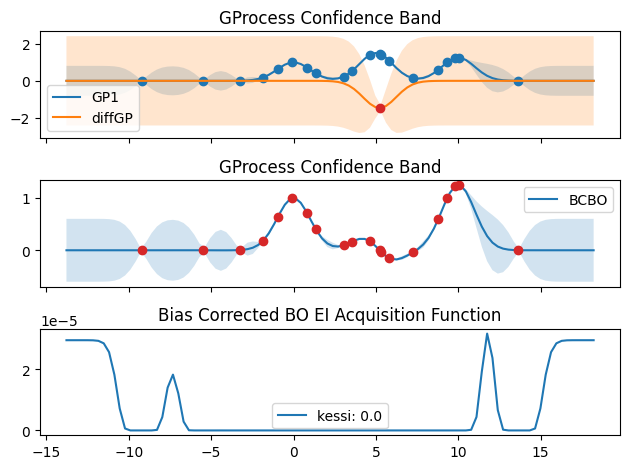 GProcess Confidence Band
2
0
−2
GP1
diffGP
GProcess Confidence Band
1
0
BCBO
Bias Corrected BO EI Acquisition Function
1e−5
2
0
kessi: 0.0
−15 −10 −5 0 5 10 15